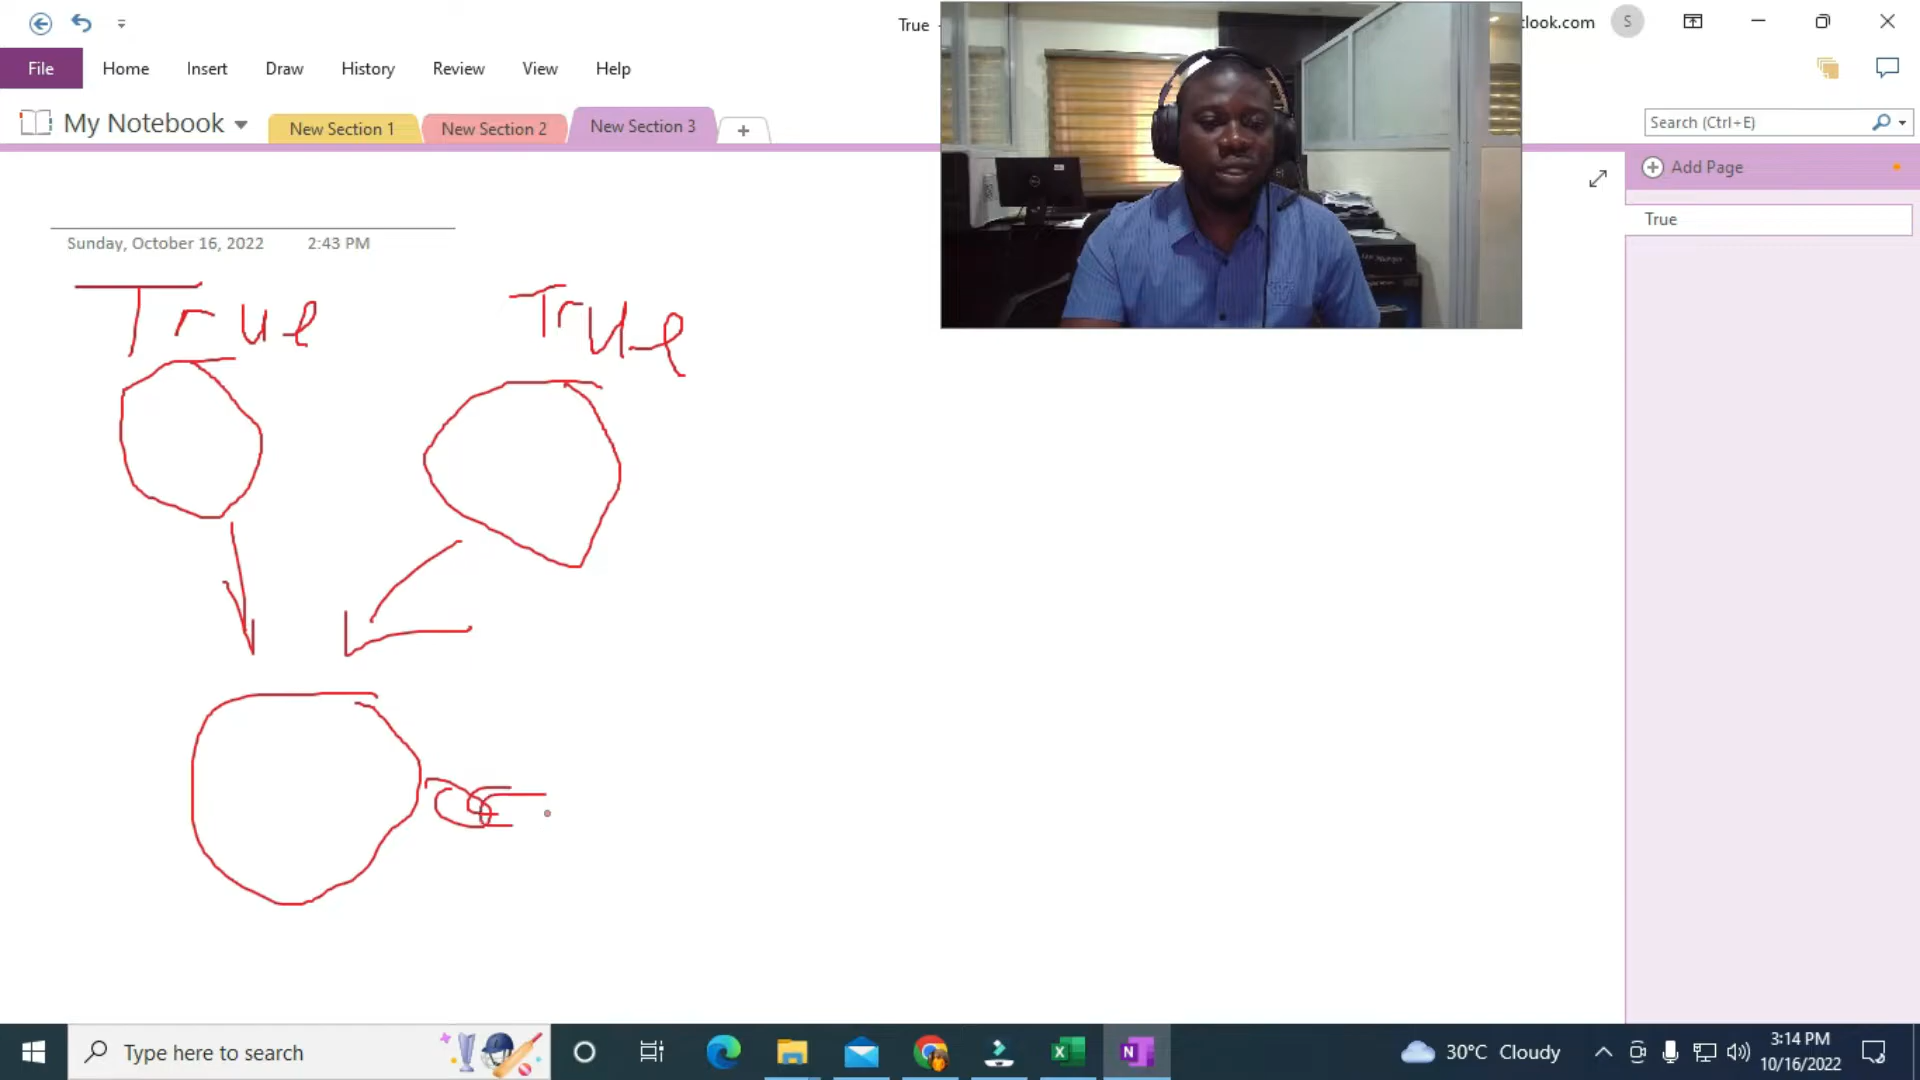 True
look.com
S
File
Home
Insert
Draw
History
Review
View
Help
My Notebook
New Section 1
New Section 2
New Section 3
Search (Ctrl+E)
Add Page
True
Sunday, October 16, 2022 2:43 PM
True
True
Type here to search
30°C Cloudy
3:14 PM
10/16/2022